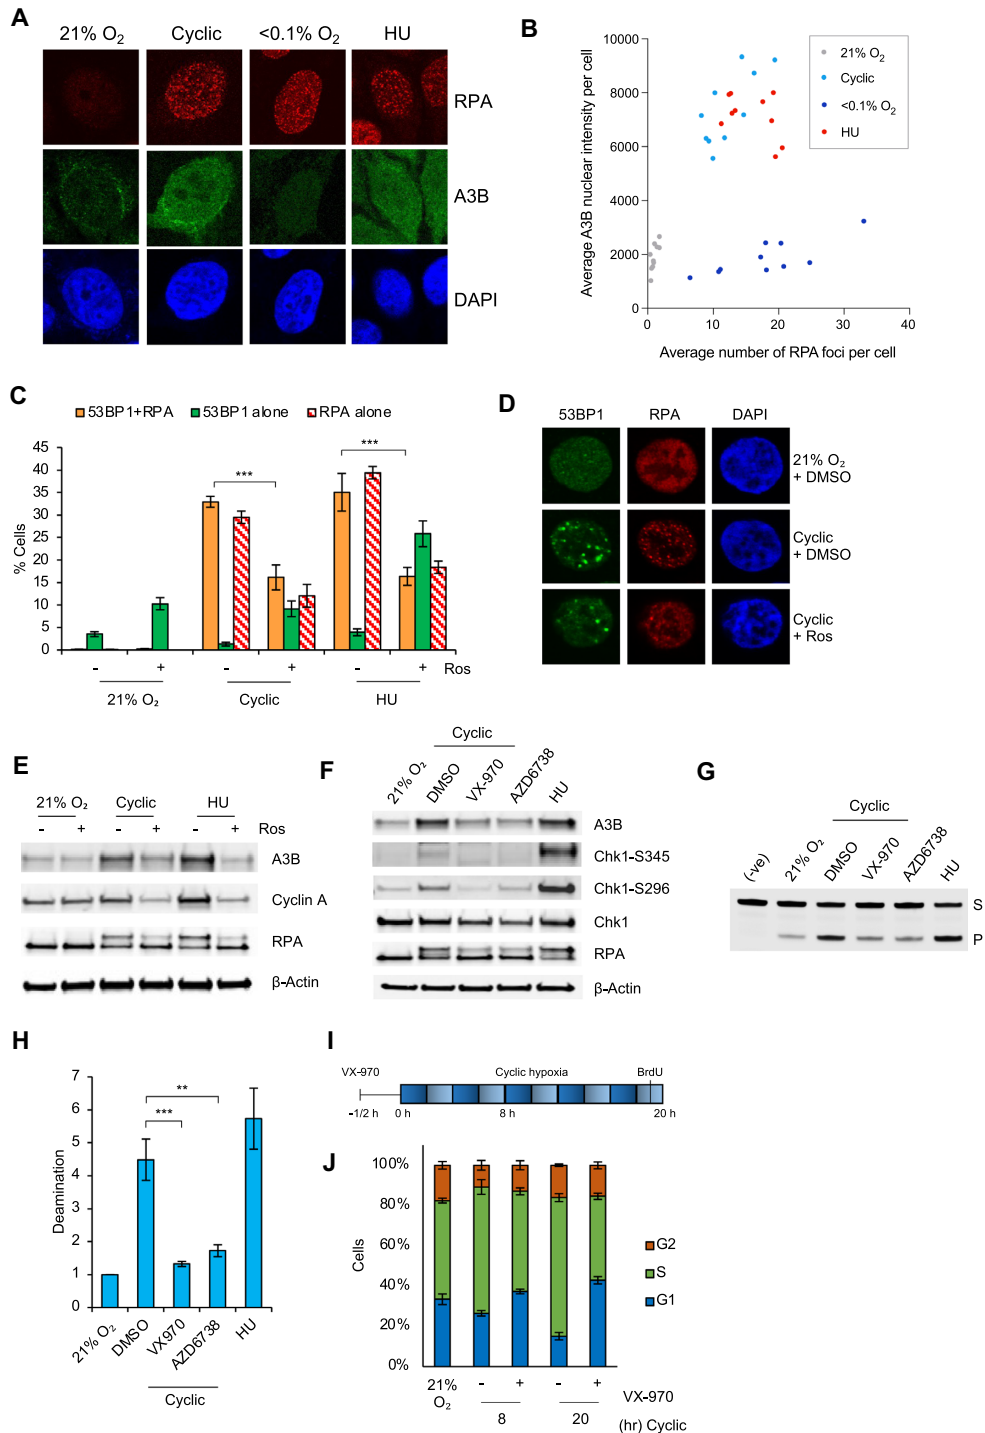 A
21% O₂
Cyclic
<0.1% O₂
HU
RPA
A3B
DAPI
B
Average A3B nuclear intensity per cell
10000
8000
6000
4000
2000
0
0
10
20
30
40
Average number of RPA foci per cell
21% O₂
Cyclic
<0.1% O₂
HU
C
53BP1+RPA
53BP1 alone
RPA alone
% Cells
45
40
35
30
25
20
15
10
5
0
***
***
- + - + - + Ros
21% O₂
Cyclic
HU
D
53BP1
RPA
DAPI
21% O₂
+ DMSO
Cyclic
+ DMSO
Cyclic
+ Ros
E
21% O₂
Cyclic
HU
- + - + - + Ros
A3B
Cyclin A
RPA
β-Actin
F
Cyclic
21% O₂
DMSO
VX-970
AZD6738
HU
A3B
Chk1-S345
Chk1-S296
Chk1
RPA
β-Actin
G
Cyclic
(-ve)
21% O₂
DMSO
VX-970
AZD6738
HU
S
P
H
Deamination
7
6
5
4
3
2
1
0
**
***
21% O₂
DMSO
VX970
AZD6738
HU
Cyclic
I
VX-970
Cyclic hypoxia
BrdU
-1/2 h
0 h
8 h
20 h
J
Cells
100%
80%
60%
40%
20%
0%
G2
S
G1
21%
O₂
- + - + VX-970
8
20
(hr) Cyclic